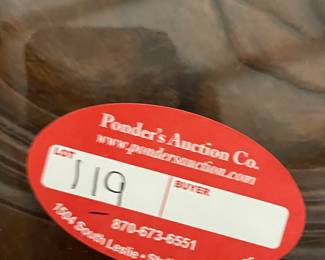 Ponder's Auction Co.
www.pondersauction.com
LOT
119
BUYER
870-673-6551
1504 South Leslie •